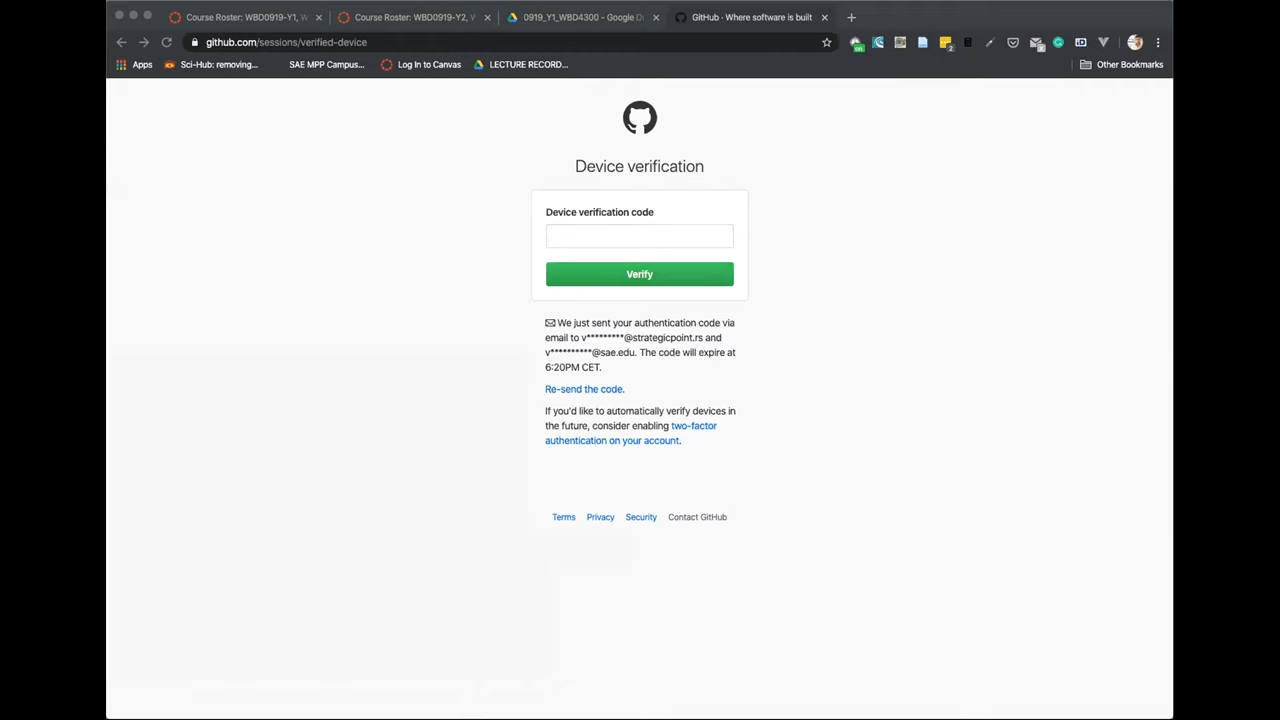 Course Roster: WBD0919-Y1, W
Course Roster: WBD0919-Y2, W
0919_Y1_WBD4300 - Google Dr
GitHub · Where software is built
github.com/sessions/verified-device
Apps
Sci-Hub: removing...
SAE MPP Campus...
Log In to Canvas
LECTURE RECORD...
Other Bookmarks
Device verification
Device verification code
Verify
We just sent your authentication code via
email to v*********@strategicpoint.rs and
v**********@sae.edu. The code will expire at
6:20PM CET.
Re-send the code.
If you'd like to automatically verify devices in
the future, consider enabling two-factor
authentication on your account.
Terms Privacy Security Contact GitHub